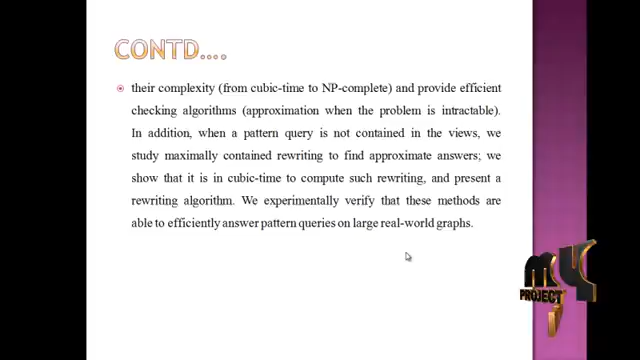 CONTD....
their complexity (from cubic-time to NP-complete) and provide efficient
checking algorithms (approximation when the problem is intractable).
In addition, when a pattern query is not contained in the views, we
study maximally contained rewriting to find approximate answers; we
show that it is in cubic-time to compute such rewriting, and present a
rewriting algorithm. We experimentally verify that these methods are
able to efficiently answer pattern queries on large real-world graphs.
my
PROJECT